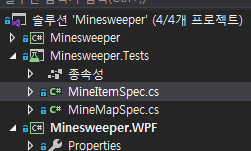 솔루션 'Minesweeper' (4/4개 프로젝트)
Minesweeper
Minesweeper.Tests
종속성
MineItemSpec.cs
MineMapSpec.cs
Minesweeper.WPF
Properties